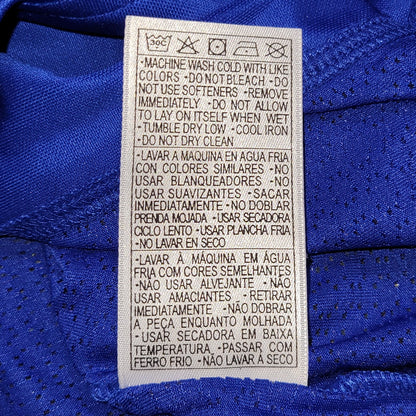 30C
-MACHINE WASH COLD WITH LIKE
COLORS -DO NOT BLEACH -DO
NOT USE SOFTENERS -REMOVE
IMMEDIATELY -DO NOT ALLOW
TO LAY ON ITSELF WHEN WET
-TUMBLE DRY LOW -COOL IRON
-DO NOT DRY CLEAN
-LAVAR A MAQUINA EN AGUA FRIA
CON COLORES SIMILARES -NO
USAR BLANQUEADORES -NO
USAR SUAVIZANTES -SACAR
INMEDIATAMENTE -NO DOBLAR
PRENDA MOJADA -USAR SECADORA
CICLO LENTO -USAR PLANCHA FRIA
-NO LAVAR EN SECO
-LAVAR À MÁQUINA EM ÁGUA
FRIA COM CORES SEMELHANTES
-NÃO USAR ALVEJANTE -NÃO
USAR AMACIANTES -RETIRAR
IMEDIATAMENTE -NÃO DOBRAR
A PEÇA ENQUANTO MOLHADA
-USAR SECADORA EM BAIXA
TEMPERATURA -PASSAR COM
FERRO FRIO -NÃO LAVAR À SECO